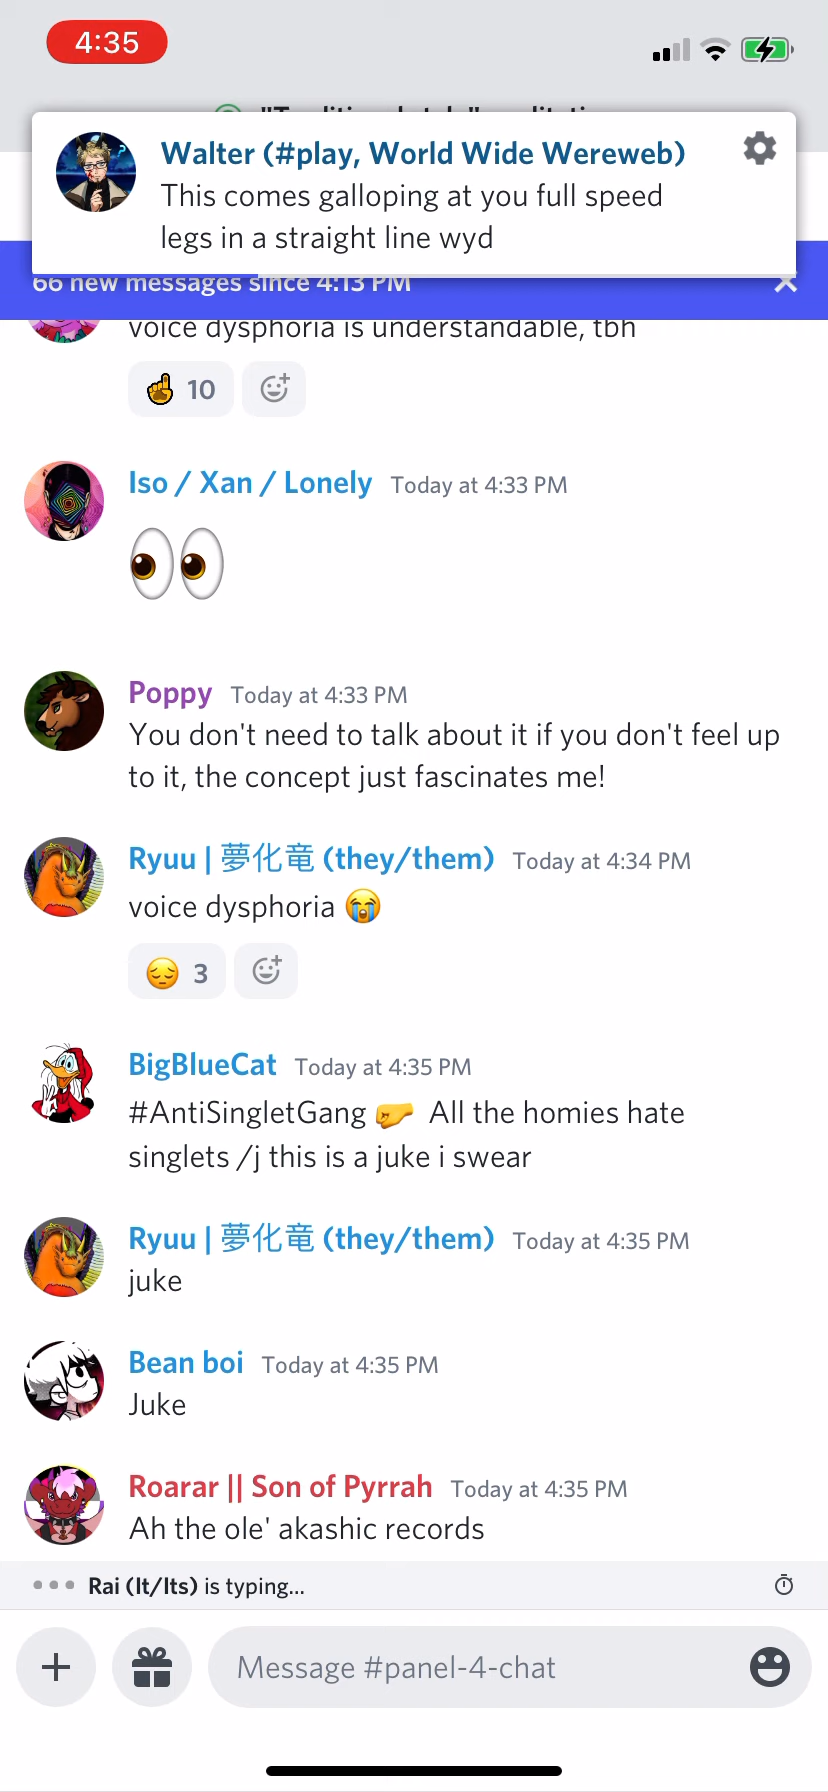 4:35
Walter (#play, World Wide Wereweb)
This comes galloping at you full speed
legs in a straight line wyd
66 new messages since 4:13 PM
voice dysphoria is understandable, tbh
10
Iso / Xan / Lonely Today at 4:33 PM
Poppy Today at 4:33 PM
You don't need to talk about it if you don't feel up
to it, the concept just fascinates me!
Ryuu | 夢化竜 (they/them) Today at 4:34 PM
voice dysphoria 😭
3
BigBlueCat Today at 4:35 PM
#AntiSingletGang 🤛 All the homies hate
singlets /j this is a juke i swear
Ryuu | 夢化竜 (they/them) Today at 4:35 PM
juke
Bean boi Today at 4:35 PM
Juke
Roarar || Son of Pyrrah Today at 4:35 PM
Ah the ole' akashic records
Rai (It/Its) is typing...
Message #panel-4-chat